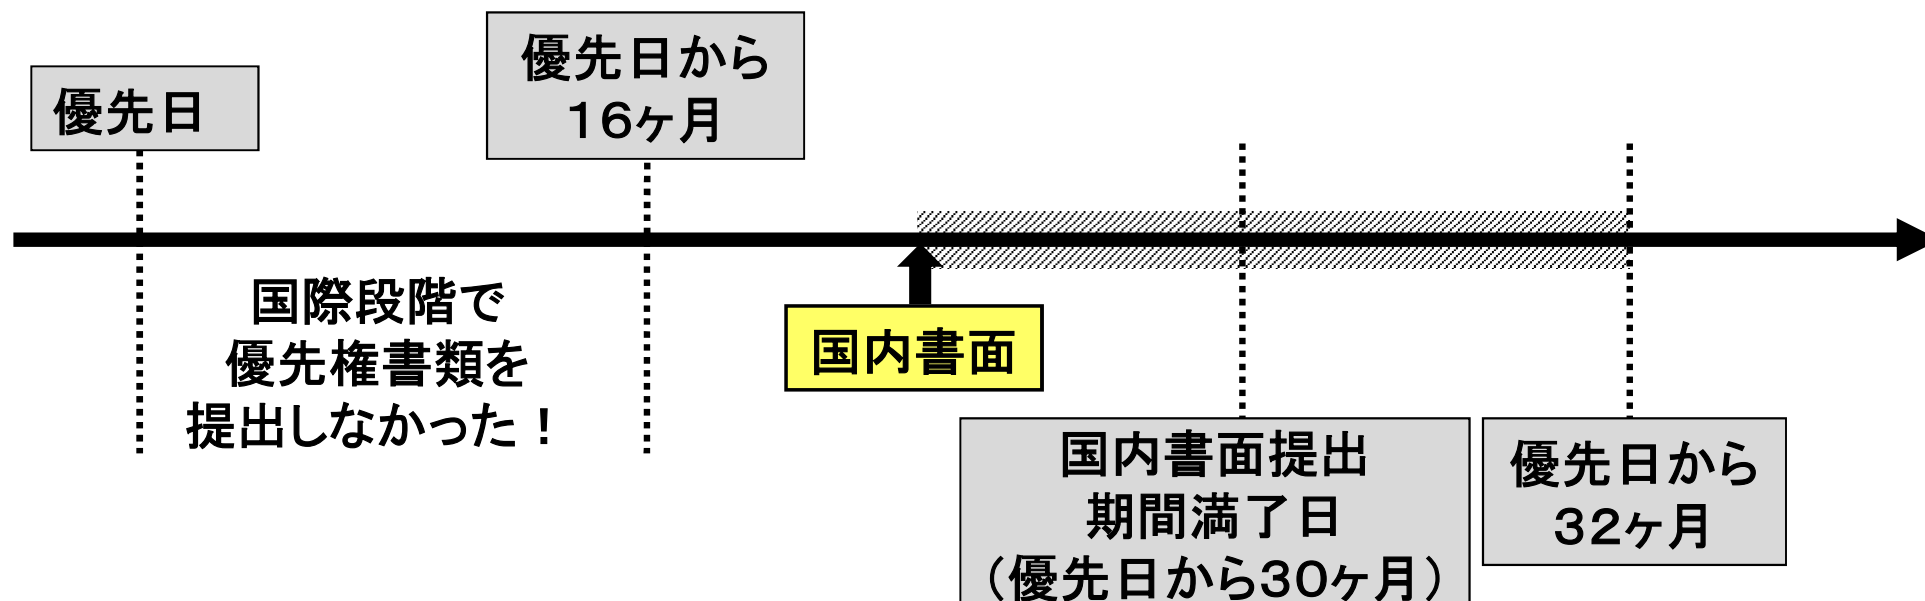 優先日
優先日から
16ヶ月
国際段階で
優先権書類を
提出しなかった！
国内書面
国内書面提出
期間満了日
（優先日から30ヶ月）
優先日から
32ヶ月